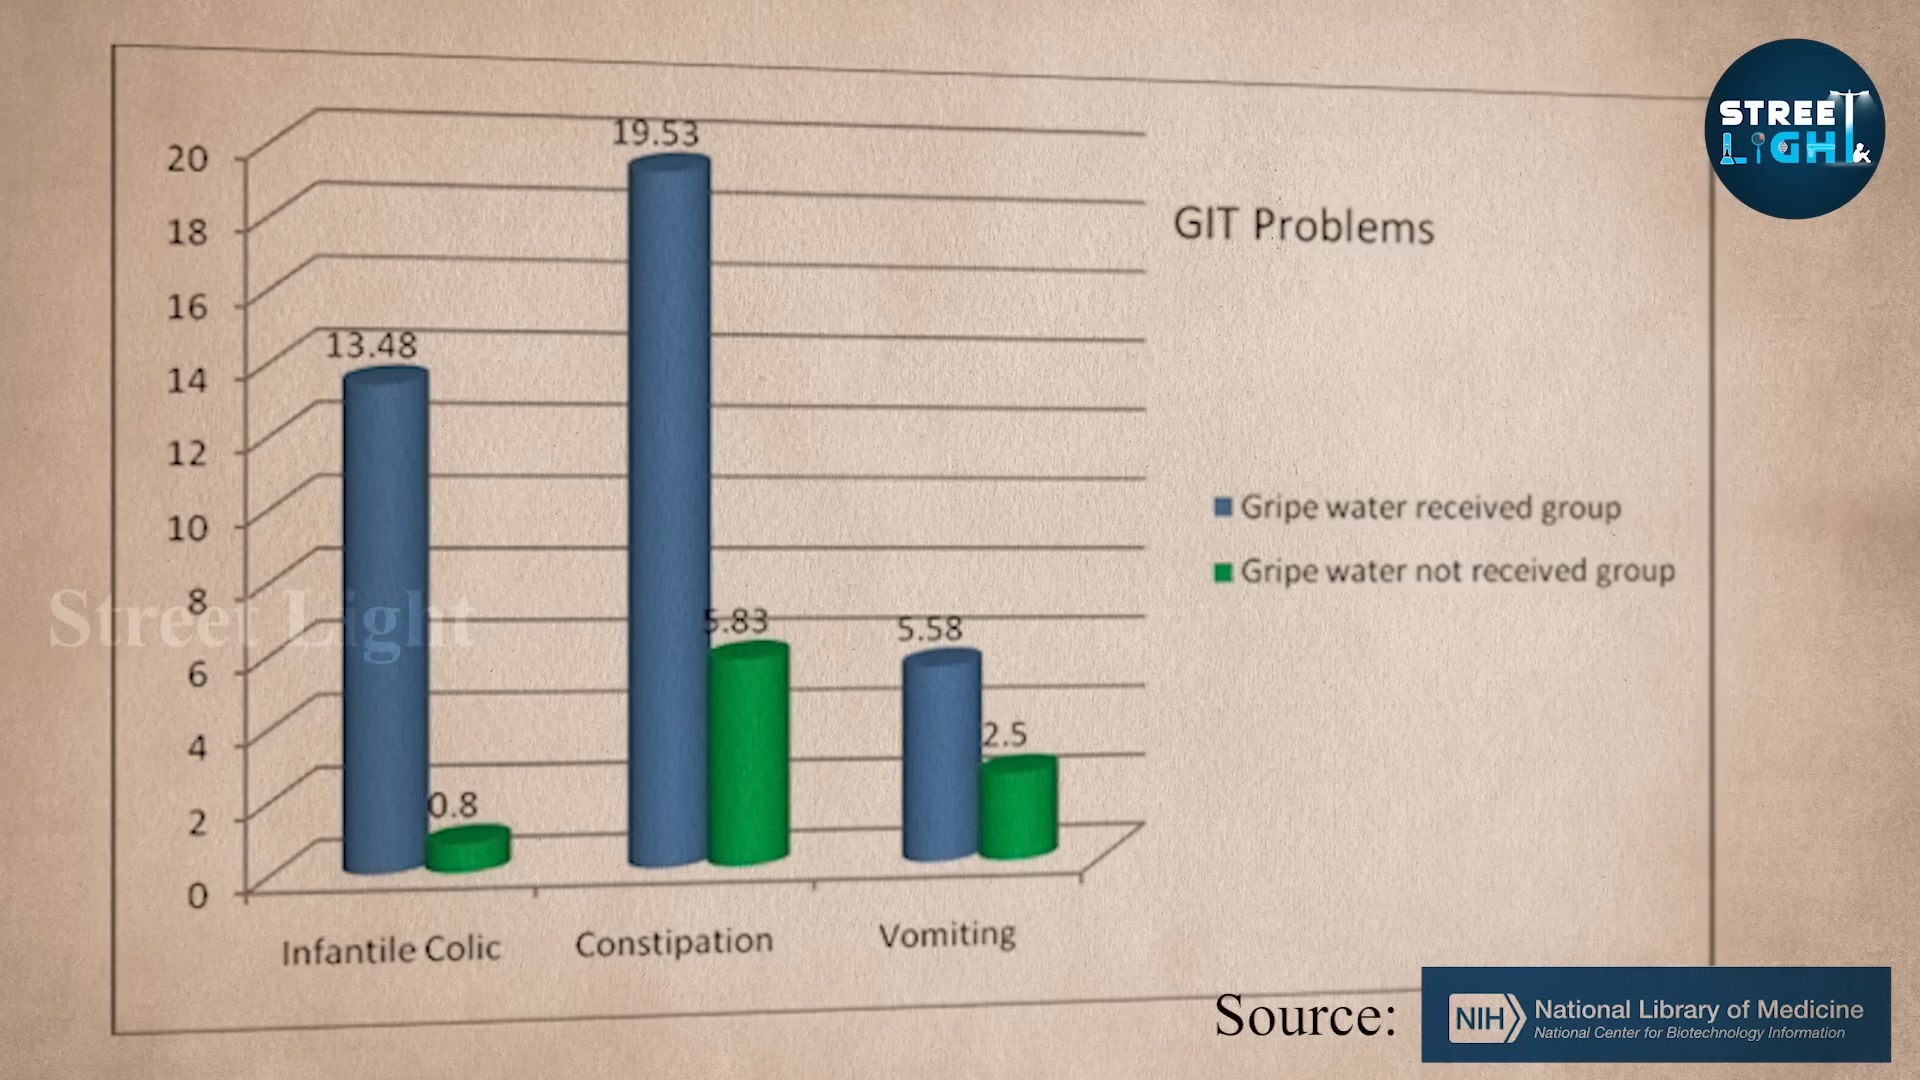 STREET
LIGHT
GIT Problems
20
18
16
14
12
10
8
6
4
2
0
19.53
13.48
5.83
5.58
2.5
0.8
Gripe water received group
Gripe water not received group
Street Light
Infantile Colic
Constipation
Vomiting
Source:
NIH
National Library of Medicine
National Center for Biotechnology Information